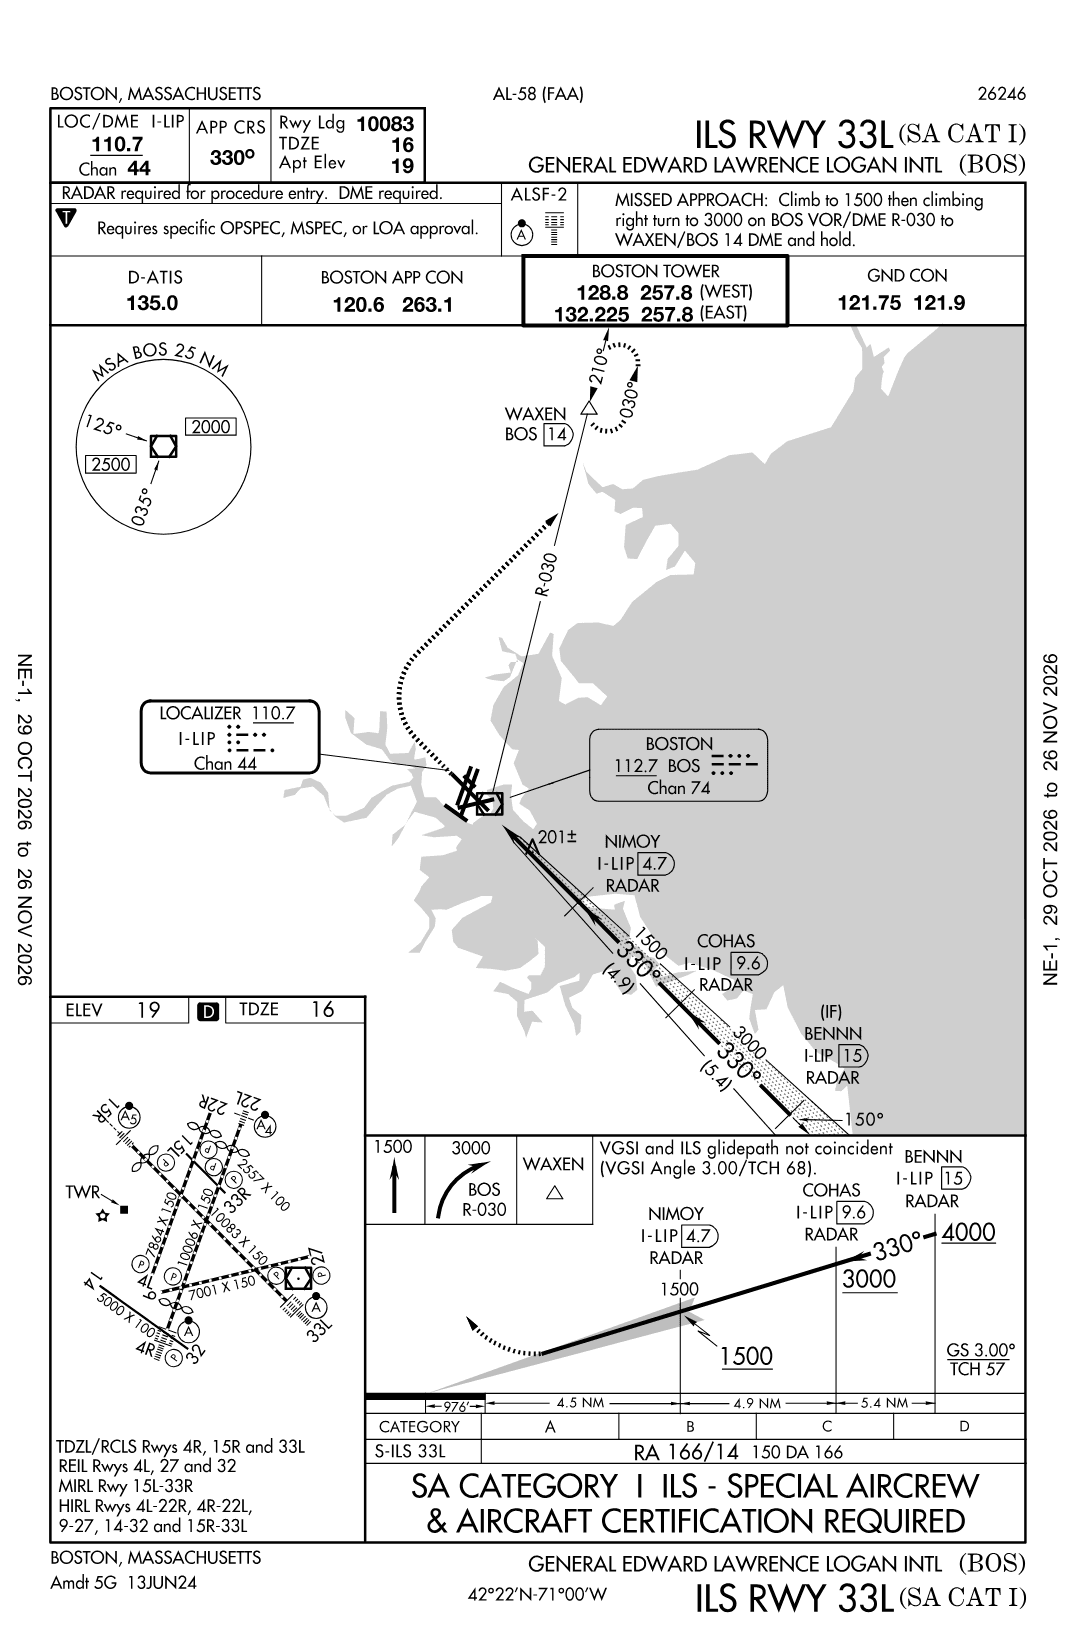 BOSTON, MASSACHUSETTS
AL-58 (FAA)
26246
LOC/DME I-LIP
110.7
Chan 44
APP CRS
330°
Rwy Ldg 10083
TDZE 16
Apt Elev 19
ILS RWY 33L (SA CAT I)
GENERAL EDWARD LAWRENCE LOGAN INTL (BOS)
RADAR required for procedure entry. DME required.
T
Requires specific OPSPEC, MSPEC, or LOA approval.
ALSF-2
A
MISSED APPROACH: Climb to 1500 then climbing
right turn to 3000 on BOS VOR/DME R-030 to
WAXEN/BOS 14 DME and hold.
D-ATIS
135.0
BOSTON APP CON
120.6 263.1
BOSTON TOWER
128.8 257.8 (WEST)
132.225 257.8 (EAST)
GND CON
121.75 121.9
MSA BOS 25 NM
125°
2000
2500
035°
210°
030°
WAXEN
BOS 14
R-030
LOCALIZER 110.7
I-LIP
Chan 44
BOSTON
112.7 BOS
Chan 74
201±
NIMOY
I-LIP 4.7
RADAR
1500
330°
(4.9)
COHAS
I-LIP 9.6
RADAR
3000
330°
(5.4)
(IF)
BENNN
I-LIP 15
RADAR
150°
NE-1, 29 OCT 2026 to 26 NOV 2026
NE-1, 29 OCT 2026 to 26 NOV 2026
ELEV 19
D
TDZE 16
15R
A5
22R
22L
A4
15L
P
P
P
P
2557 X 100
33R
TWR
7864 X 150
10006 X 150
10083 X 150
27
P
P
P
P
4L
9
7001 X 150
14
5000 X 100
A
33L
A
4R
P
32
TDZL/RCLS Rwys 4R, 15R and 33L
REIL Rwys 4L, 27 and 32
MIRL Rwy 15L-33R
HIRL Rwys 4L-22R, 4R-22L,
9-27, 14-32 and 15R-33L
1500
3000
BOS
R-030
WAXEN
VGSI and ILS glidepath not coincident
(VGSI Angle 3.00/TCH 68).
BENNN
I-LIP 15
RADAR
COHAS
I-LIP 9.6
RADAR
NIMOY
I-LIP 4.7
RADAR
330°
4000
3000
1500
1500
GS 3.00°
TCH 57
976'
4.5 NM
4.9 NM
5.4 NM
CATEGORY A B C D
S-ILS 33L RA 166/14 150 DA 166
SA CATEGORY I ILS - SPECIAL AIRCREW
& AIRCRAFT CERTIFICATION REQUIRED
BOSTON, MASSACHUSETTS
Amdt 5G 13JUN24
42°22'N-71°00'W
GENERAL EDWARD LAWRENCE LOGAN INTL (BOS)
ILS RWY 33L (SA CAT I)